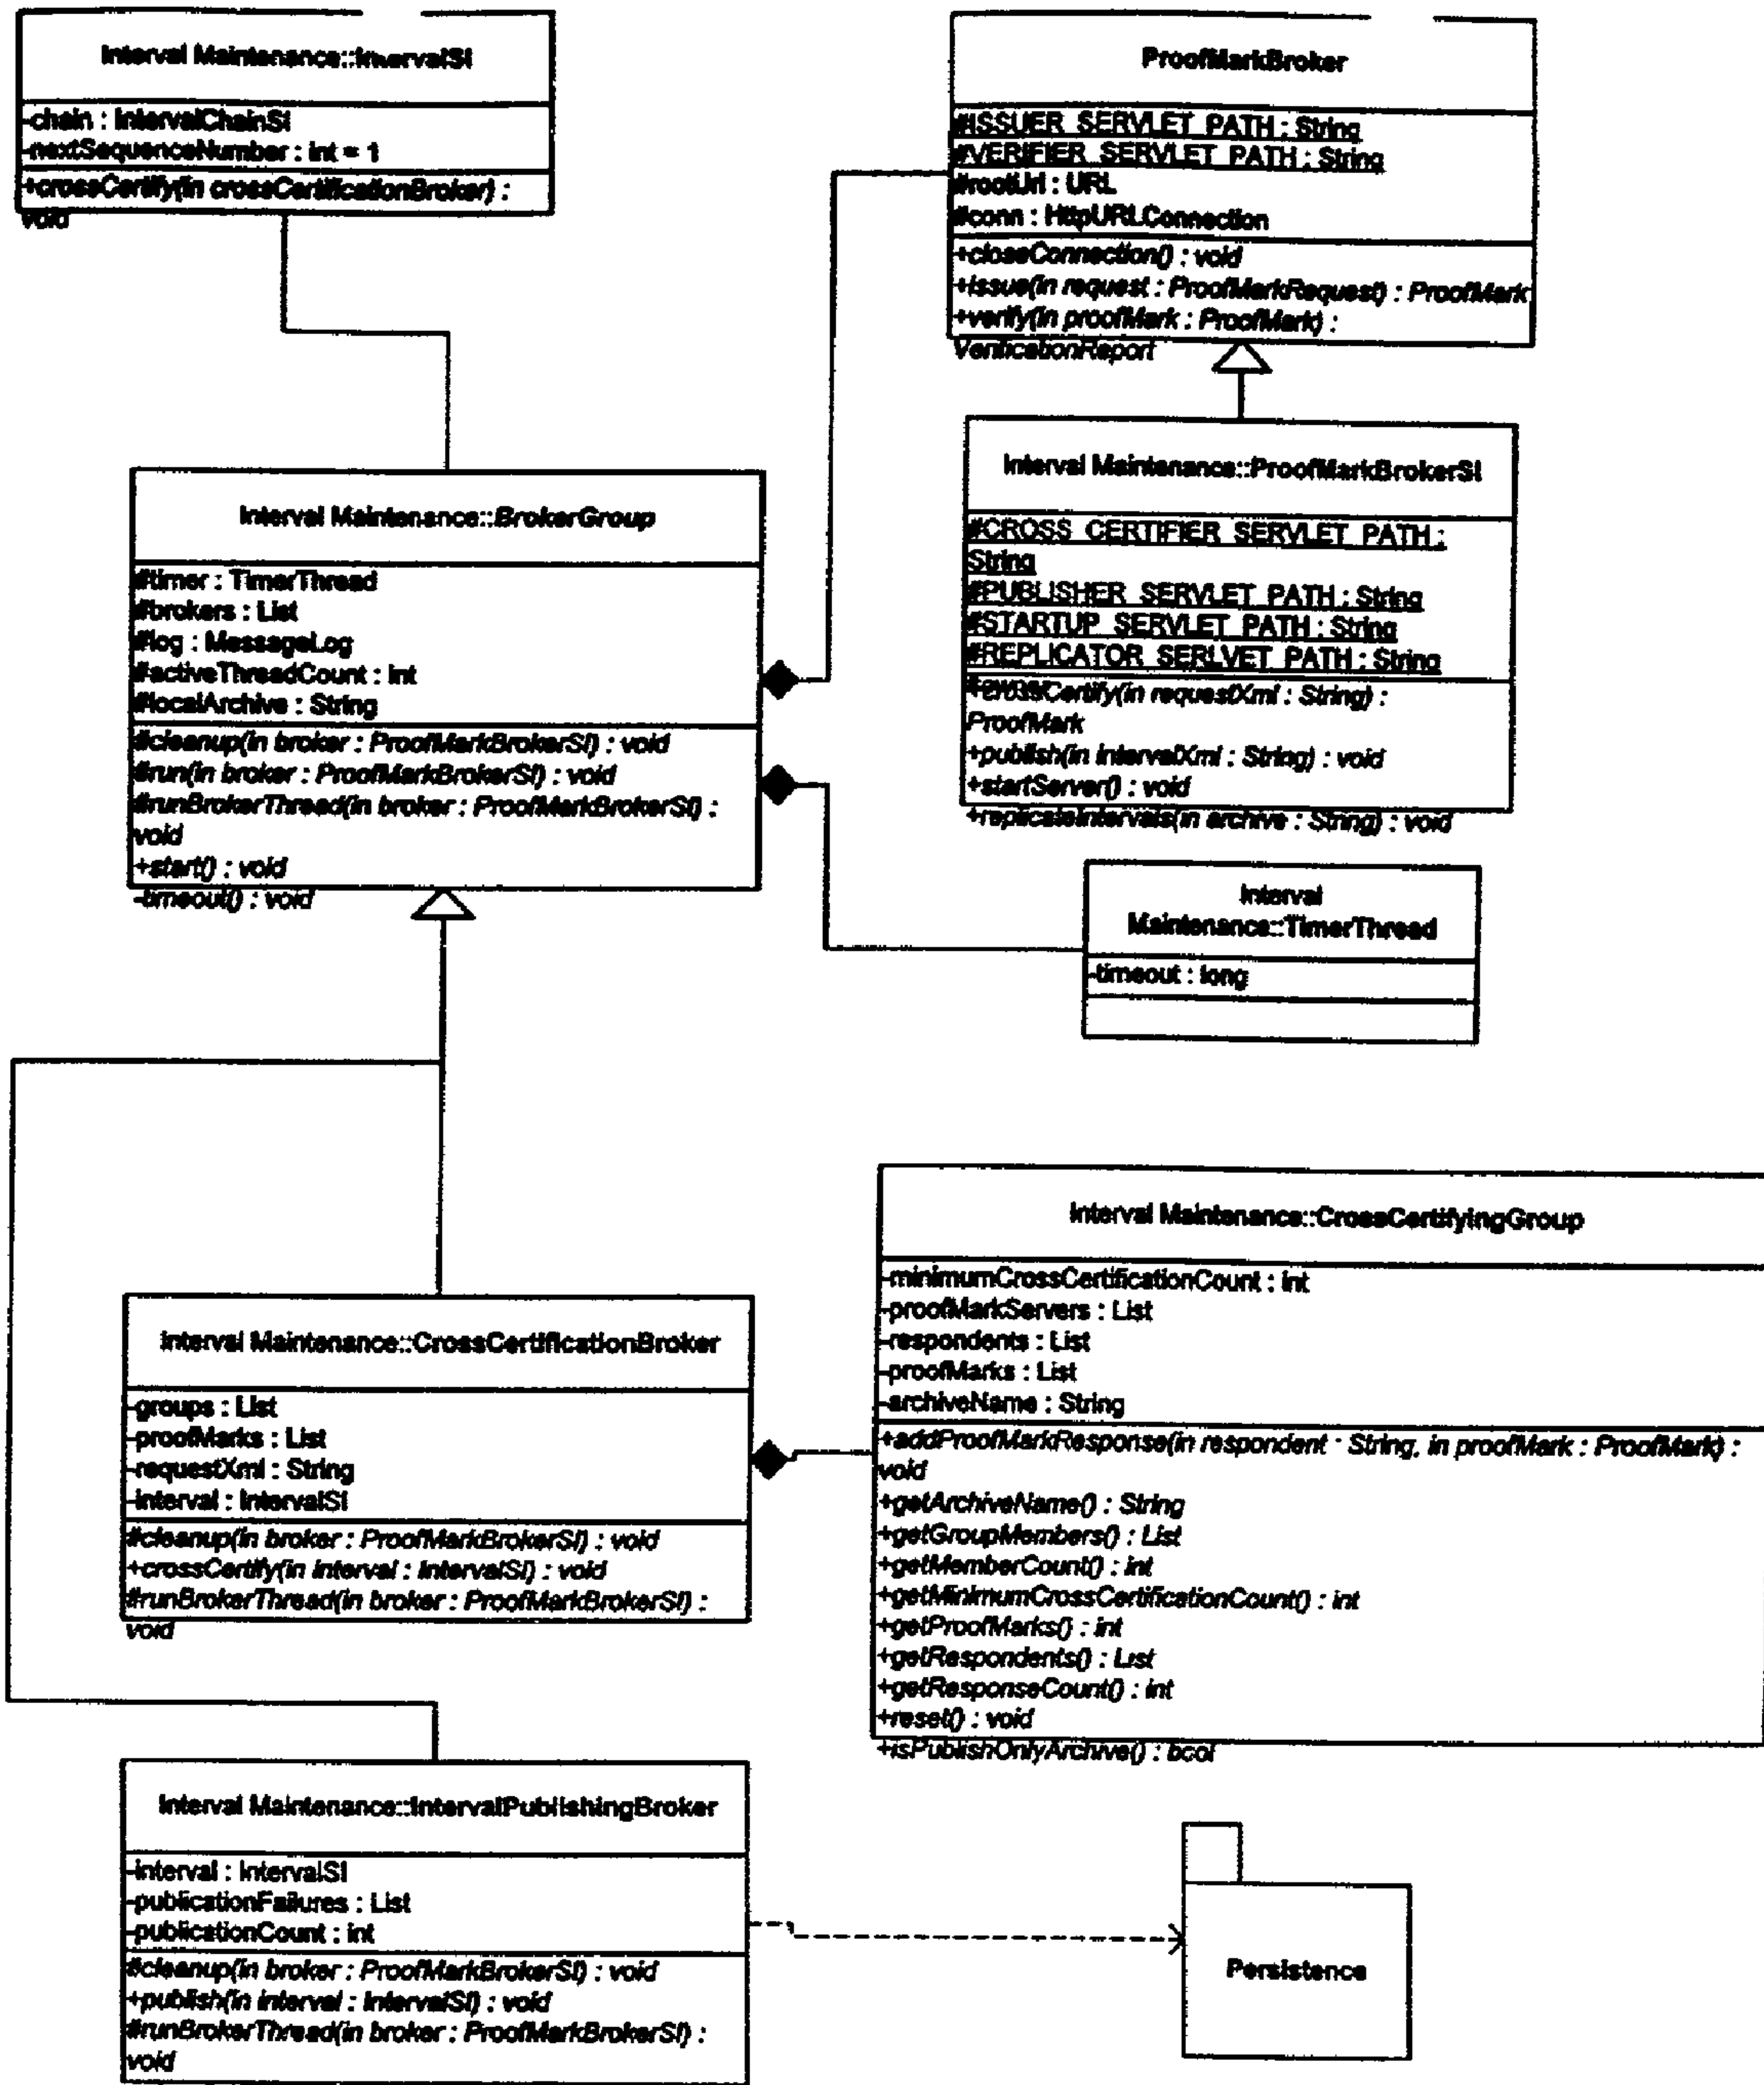 Interval Maintenance::IntervalSI
-chain : IntervalChainSI
-nextSequenceNumber : int = 1
+crossCertify(in crossCertificationBroker) :
void
ProofMarkBroker
#ISSUER_SERVLET_PATH : String
#VERIFIER_SERVLET_PATH : String
#rootUrl : URL
#conn : HttpURLConnection
+closeConnection() : void
+issue(in request : ProofMarkRequest) : ProofMark
+verify(in proofMark : ProofMark) :
VerificationReport
Interval Maintenance::ProofMarkBrokerSI
#CROSS_CERTIFIER_SERVLET_PATH :
String
#PUBLISHER_SERVLET_PATH : String
#STARTUP_SERVLET_PATH : String
#REPLICATOR_SERLVET_PATH : String
+crossCertify(in requestXml : String) :
ProofMark
+publish(in intervalXml : String) : void
+startServer() : void
+replicateIntervals(in archive : String) : void
Interval Maintenance::BrokerGroup
#timer : TimerThread
#brokers : List
#log : MessageLog
#activeThreadCount : int
#localArchive : String
#cleanup(in broker : ProofMarkBrokerSI) : void
#run(in broker : ProofMarkBrokerSI) : void
#runBrokerThread(in broker : ProofMarkBrokerSI) :
void
+start() : void
-timeout() : void
Interval
Maintenance::TimerThread
-timeout : long
Interval Maintenance::CrossCertifyingGroup
-minimumCrossCertificationCount : int
-proofMarkServers : List
-respondents : List
-proofMarks : List
-archiveName : String
+addProofMarkResponse(in respondent : String, in proofMark : ProofMark) :
void
+getArchiveName() : String
+getGroupMembers() : List
+getMemberCount() : int
+getMinimumCrossCertificationCount() : int
+getProofMarks() : int
+getRespondents() : List
+getResponseCount() : int
+reset() : void
+isPublishOnlyArchive() : bool
Interval Maintenance::CrossCertificationBroker
-groups : List
-proofMarks : List
-requestXml : String
-interval : IntervalSI
#cleanup(in broker : ProofMarkBrokerSI) : void
+crossCertify(in interval : IntervalSI) : void
#runBrokerThread(in broker : ProofMarkBrokerSI) :
void
Interval Maintenance::IntervalPublishingBroker
-interval : IntervalSI
-publicationFailures : List
-publicationCount : int
#cleanup(in broker : ProofMarkBrokerSI) : void
+publish(in interval : IntervalSI) : void
#runBrokerThread(in broker : ProofMarkBrokerSI) :
void
Persistence